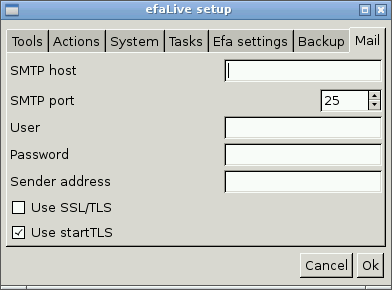 efaLive setup
Tools Actions System Tasks Efa settings Backup Mail
SMTP host
SMTP port 25
User
Password
Sender address
Use SSL/TLS
Use startTLS
Cancel Ok